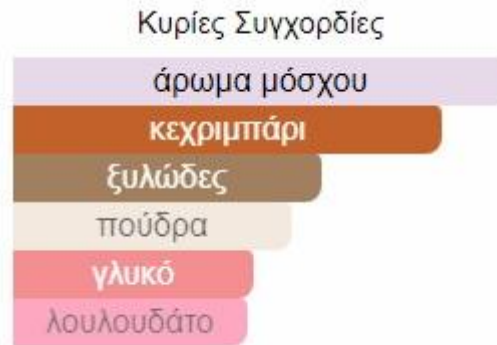 Κυρίες Συγχορδίες
άρωμα μόσχου
κεχριμπάρι
ξυλώδες
πούδρα
γλυκό
λουλουδάτο